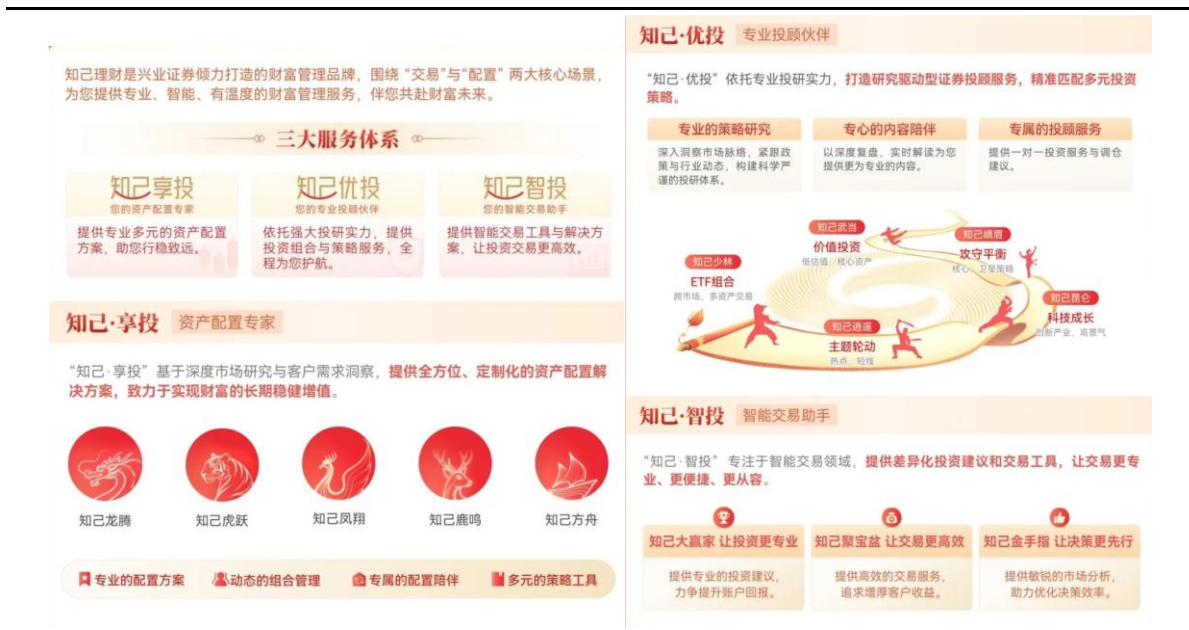 知己理财是兴业证券倾力打造的财富管理品牌，围绕“交易”与“配置”两大核心场景，
为您提供专业、智能、有温度的财富管理服务，伴您共赴财富未来。
三大服务体系
知己享投
您的资产配置专家
提供专业多元的资产配置
方案，助您行稳致远。
知己优投
您的专业投顾伙伴
依托强大投研实力，提供
投资组合与策略服务，全
程为您护航。
知己智投
您的智能交易助手
提供智能交易工具与解决方
案，让投资交易更高效。
知己·享投 资产配置专家
“知己·享投”基于深度市场研究与客户需求洞察，提供全方位、定制化的资产配置解
决方案，致力于实现财富的长期稳健增值。
知己龙腾
知己虎跃
知己凤翔
知己鹿鸣
知己方舟
专业的配置方案 动态的组合管理 专属的配置陪伴 多元的策略工具
知己·优投 专业投顾伙伴
“知己·优投”依托专业投研实力，打造研究驱动型证券投顾服务，精准匹配多元投资
策略。
专业的策略研究
深入洞察市场脉络，紧跟政
策与行业动态，构建科学严
谨的投研体系。
专心的内容陪伴
以深度复盘、实时解读为您
提供更为专业的内容。
专属的投顾服务
提供一对一投资服务与调仓
建议。
知己武当
价值投资
低估值、核心资产
知己峨眉
攻守平衡
核心、卫星策略
知己少林
ETF组合
跨市场、多资产交易
知己昆仑
科技成长
创新产业、高景气
知己逍遥
主题轮动
热点、短线
知己·智投 智能交易助手
“知己·智投”专注于智能交易领域，提供差异化投资建议和交易工具，让交易更专
业、更便捷、更从容。
知己大赢家 让投资更专业
提供专业的投资建议，
力争提升账户回报。
知己聚宝盆 让交易更高效
提供高效的交易服务，
追求增厚客户收益。
知己金手指 让决策更先行
提供敏锐的市场分析，
助力优化决策效率。